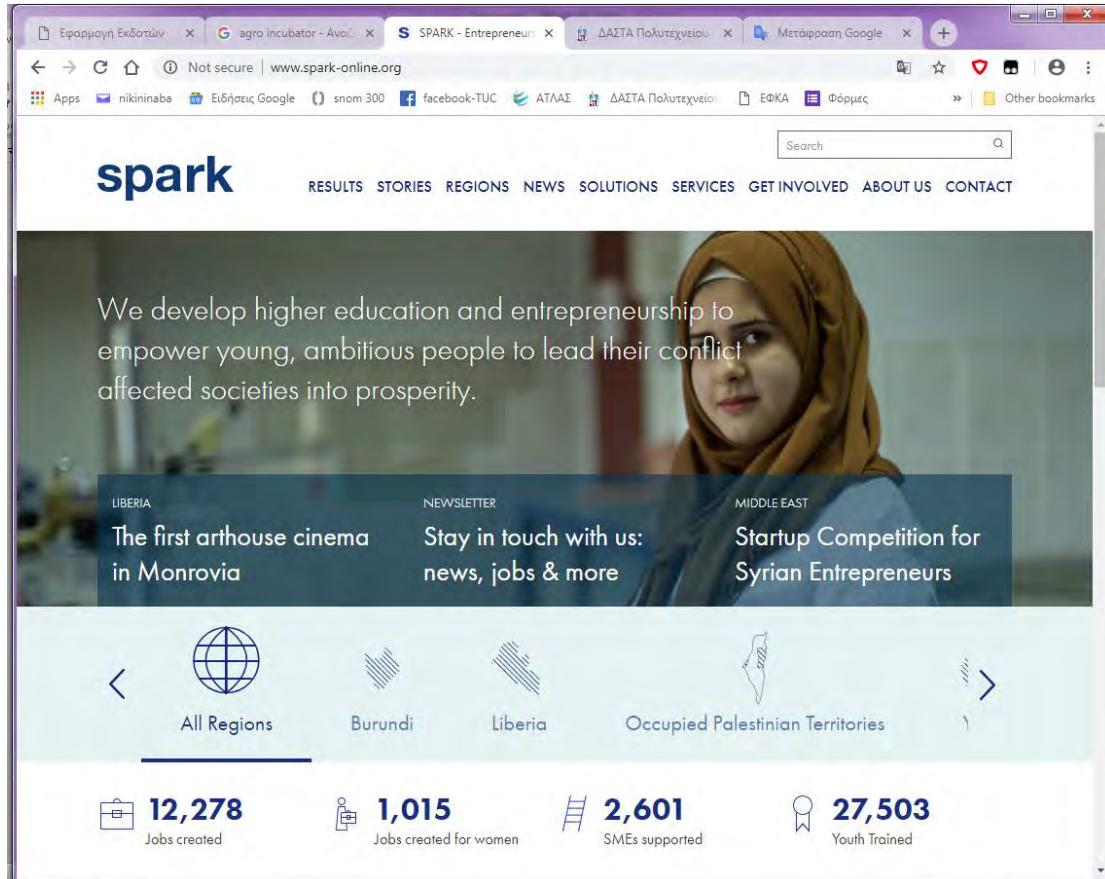 Εφαρμογή Εκδοτών
agro incubator - Αναζ
SPARK - Entrepreneur
ΔΑΣΤΑ Πολυτεχνείου
Μετάφραση Google
Not secure | www.spark-online.org
Apps nikininaba Ειδήσεις Google snom 300 facebook-TUC ΑΤΛΑΣ ΔΑΣΤΑ Πολυτεχνείο ΕΦΚΑ Φόρμες » Other bookmarks
Search
spark
RESULTS STORIES REGIONS NEWS SOLUTIONS SERVICES GET INVOLVED ABOUT US CONTACT
We develop higher education and entrepreneurship to
empower young, ambitious people to lead their conflict
affected societies into prosperity.
LIBERIA
The first arthouse cinema
in Monrovia
NEWSLETTER
Stay in touch with us:
news, jobs & more
MIDDLE EAST
Startup Competition for
Syrian Entrepreneurs
All Regions
Burundi
Liberia
Occupied Palestinian Territories
12,278
Jobs created
1,015
Jobs created for women
2,601
SMEs supported
27,503
Youth Trained